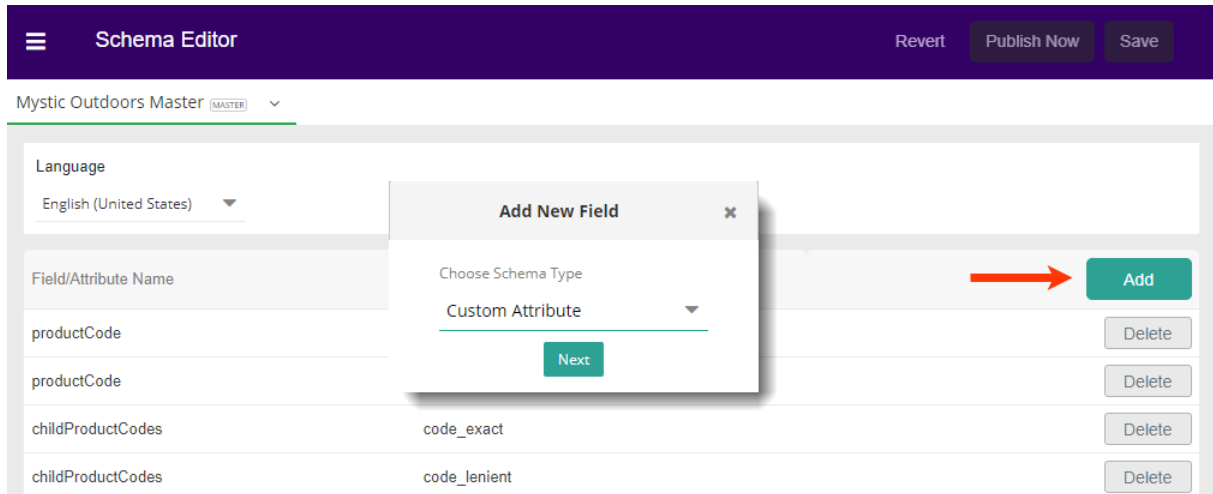 Schema Editor
Revert
Publish Now
Save
Mystic Outdoors Master MASTER
Language
English (United States)
Add New Field
Choose Schema Type
Custom Attribute
Next
Field/Attribute Name
Add
productCode
Delete
productCode
Delete
childProductCodes code_exact Delete
childProductCodes code_lenient Delete